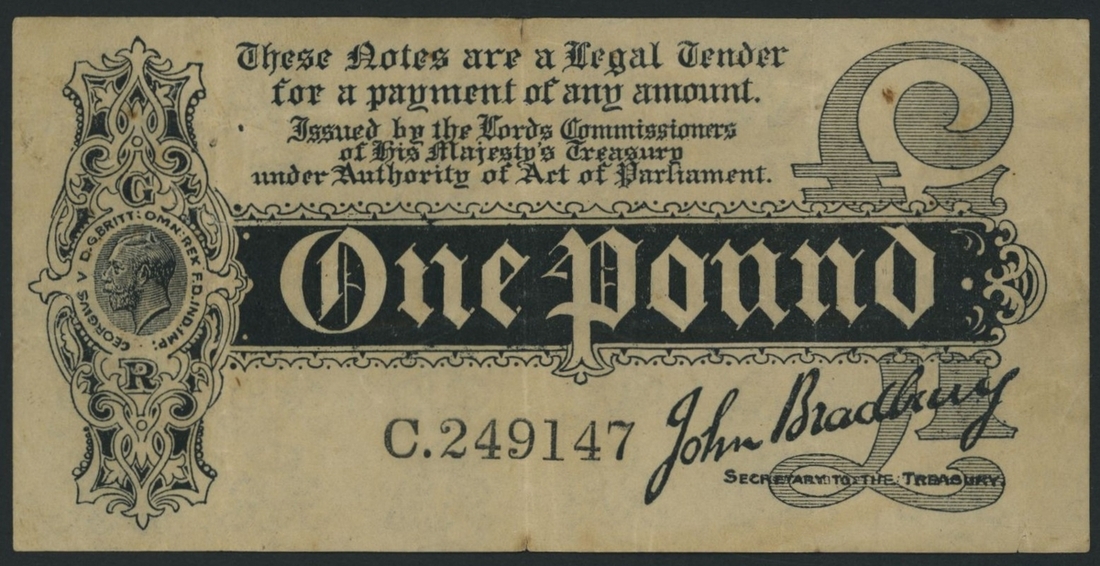 These Notes are a Legal Tender
for a payment of any amount.
Issued by the Lords Commissioners
of His Majesty's Treasury
under Authority of Act of Parliament.
£1
G
GEORGIVS V D.G.BRITT:OMN:REX F.D.IND.IMP:
R
One Pound
£1
C.249147
John Bradbury
SECRETARY TO THE TREASURY.